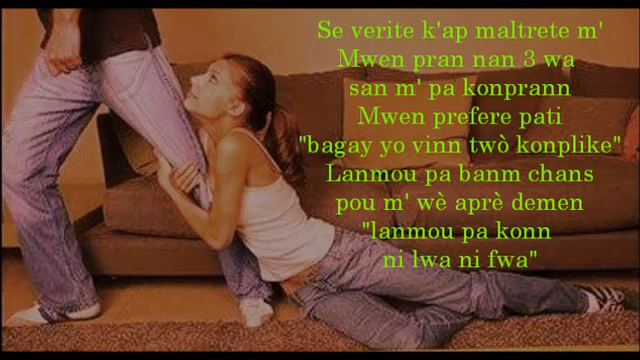 Se verite k'ap maltrete m'
Mwen pran nan 3 wa
san m' pa konprann
Mwen prefere pati
"bagay yo vinn twò konplike"
Lanmou pa banm chans
pou m' wè aprè demen
"lanmou pa konn
ni lwa ni fwa"